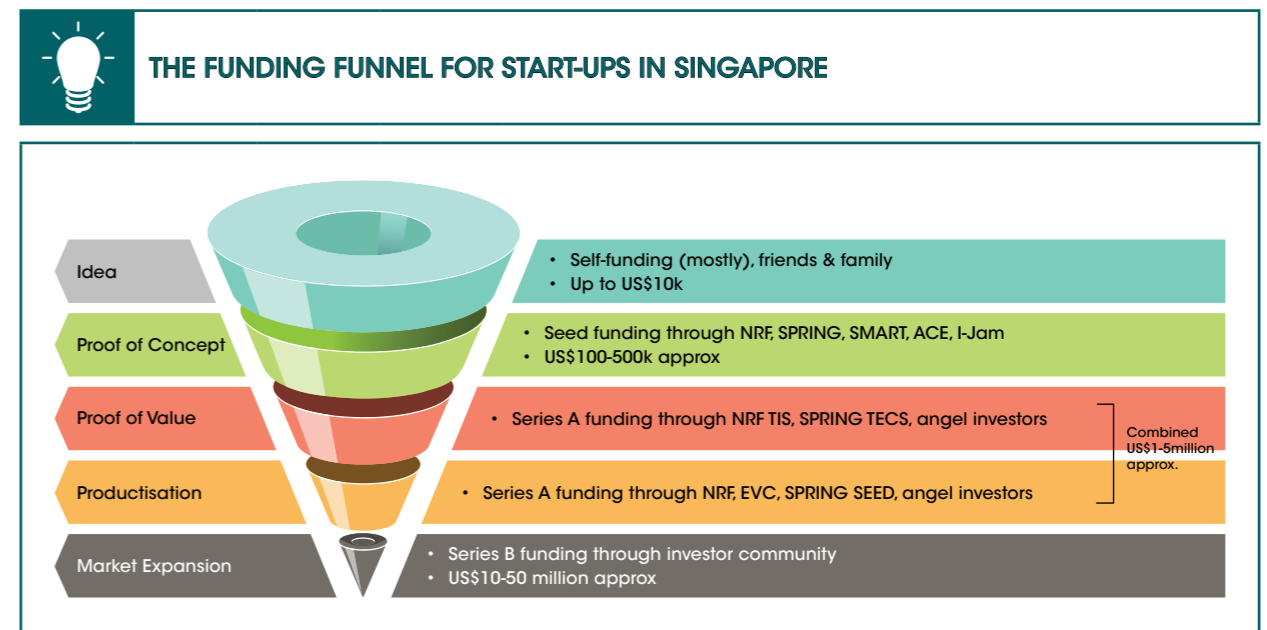 THE FUNDING FUNNEL FOR START-UPS IN SINGAPORE
Idea
• Self-funding (mostly), friends & family
• Up to US$10k
Proof of Concept
• Seed funding through NRF, SPRING, SMART, ACE, I-Jam
• US$100-500k approx
Proof of Value
• Series A funding through NRF TIS, SPRING TECS, angel investors
Combined
US$1-5million
approx.
Productisation
• Series A funding through NRF, EVC, SPRING SEED, angel investors
Market Expansion
• Series B funding through investor community
• US$10-50 million approx